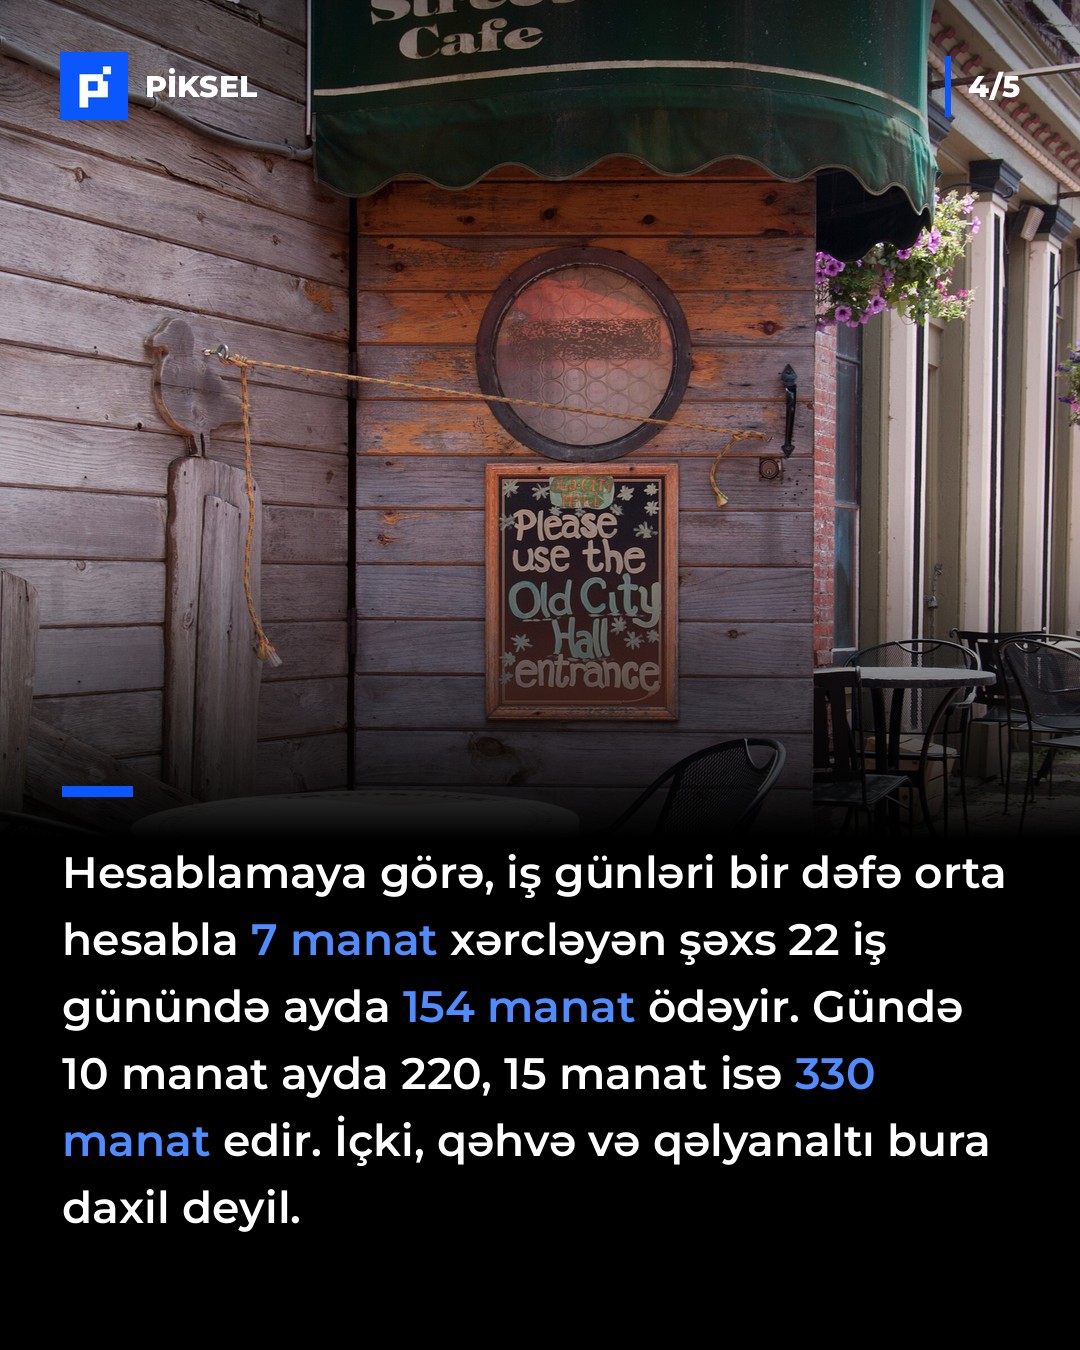 Cafe
PİKSEL
4/5
Please
use the
Old City
Hall
entrance
Hesablamaya görə, iş günləri bir dəfə orta
hesabla 7 manat xərcləyən şəxs 22 iş
günündə ayda 154 manat ödəyir. Gündə
10 manat ayda 220, 15 manat isə 330
manat edir. İçki, qəhvə və qəlyanaltı bura
daxil deyil.